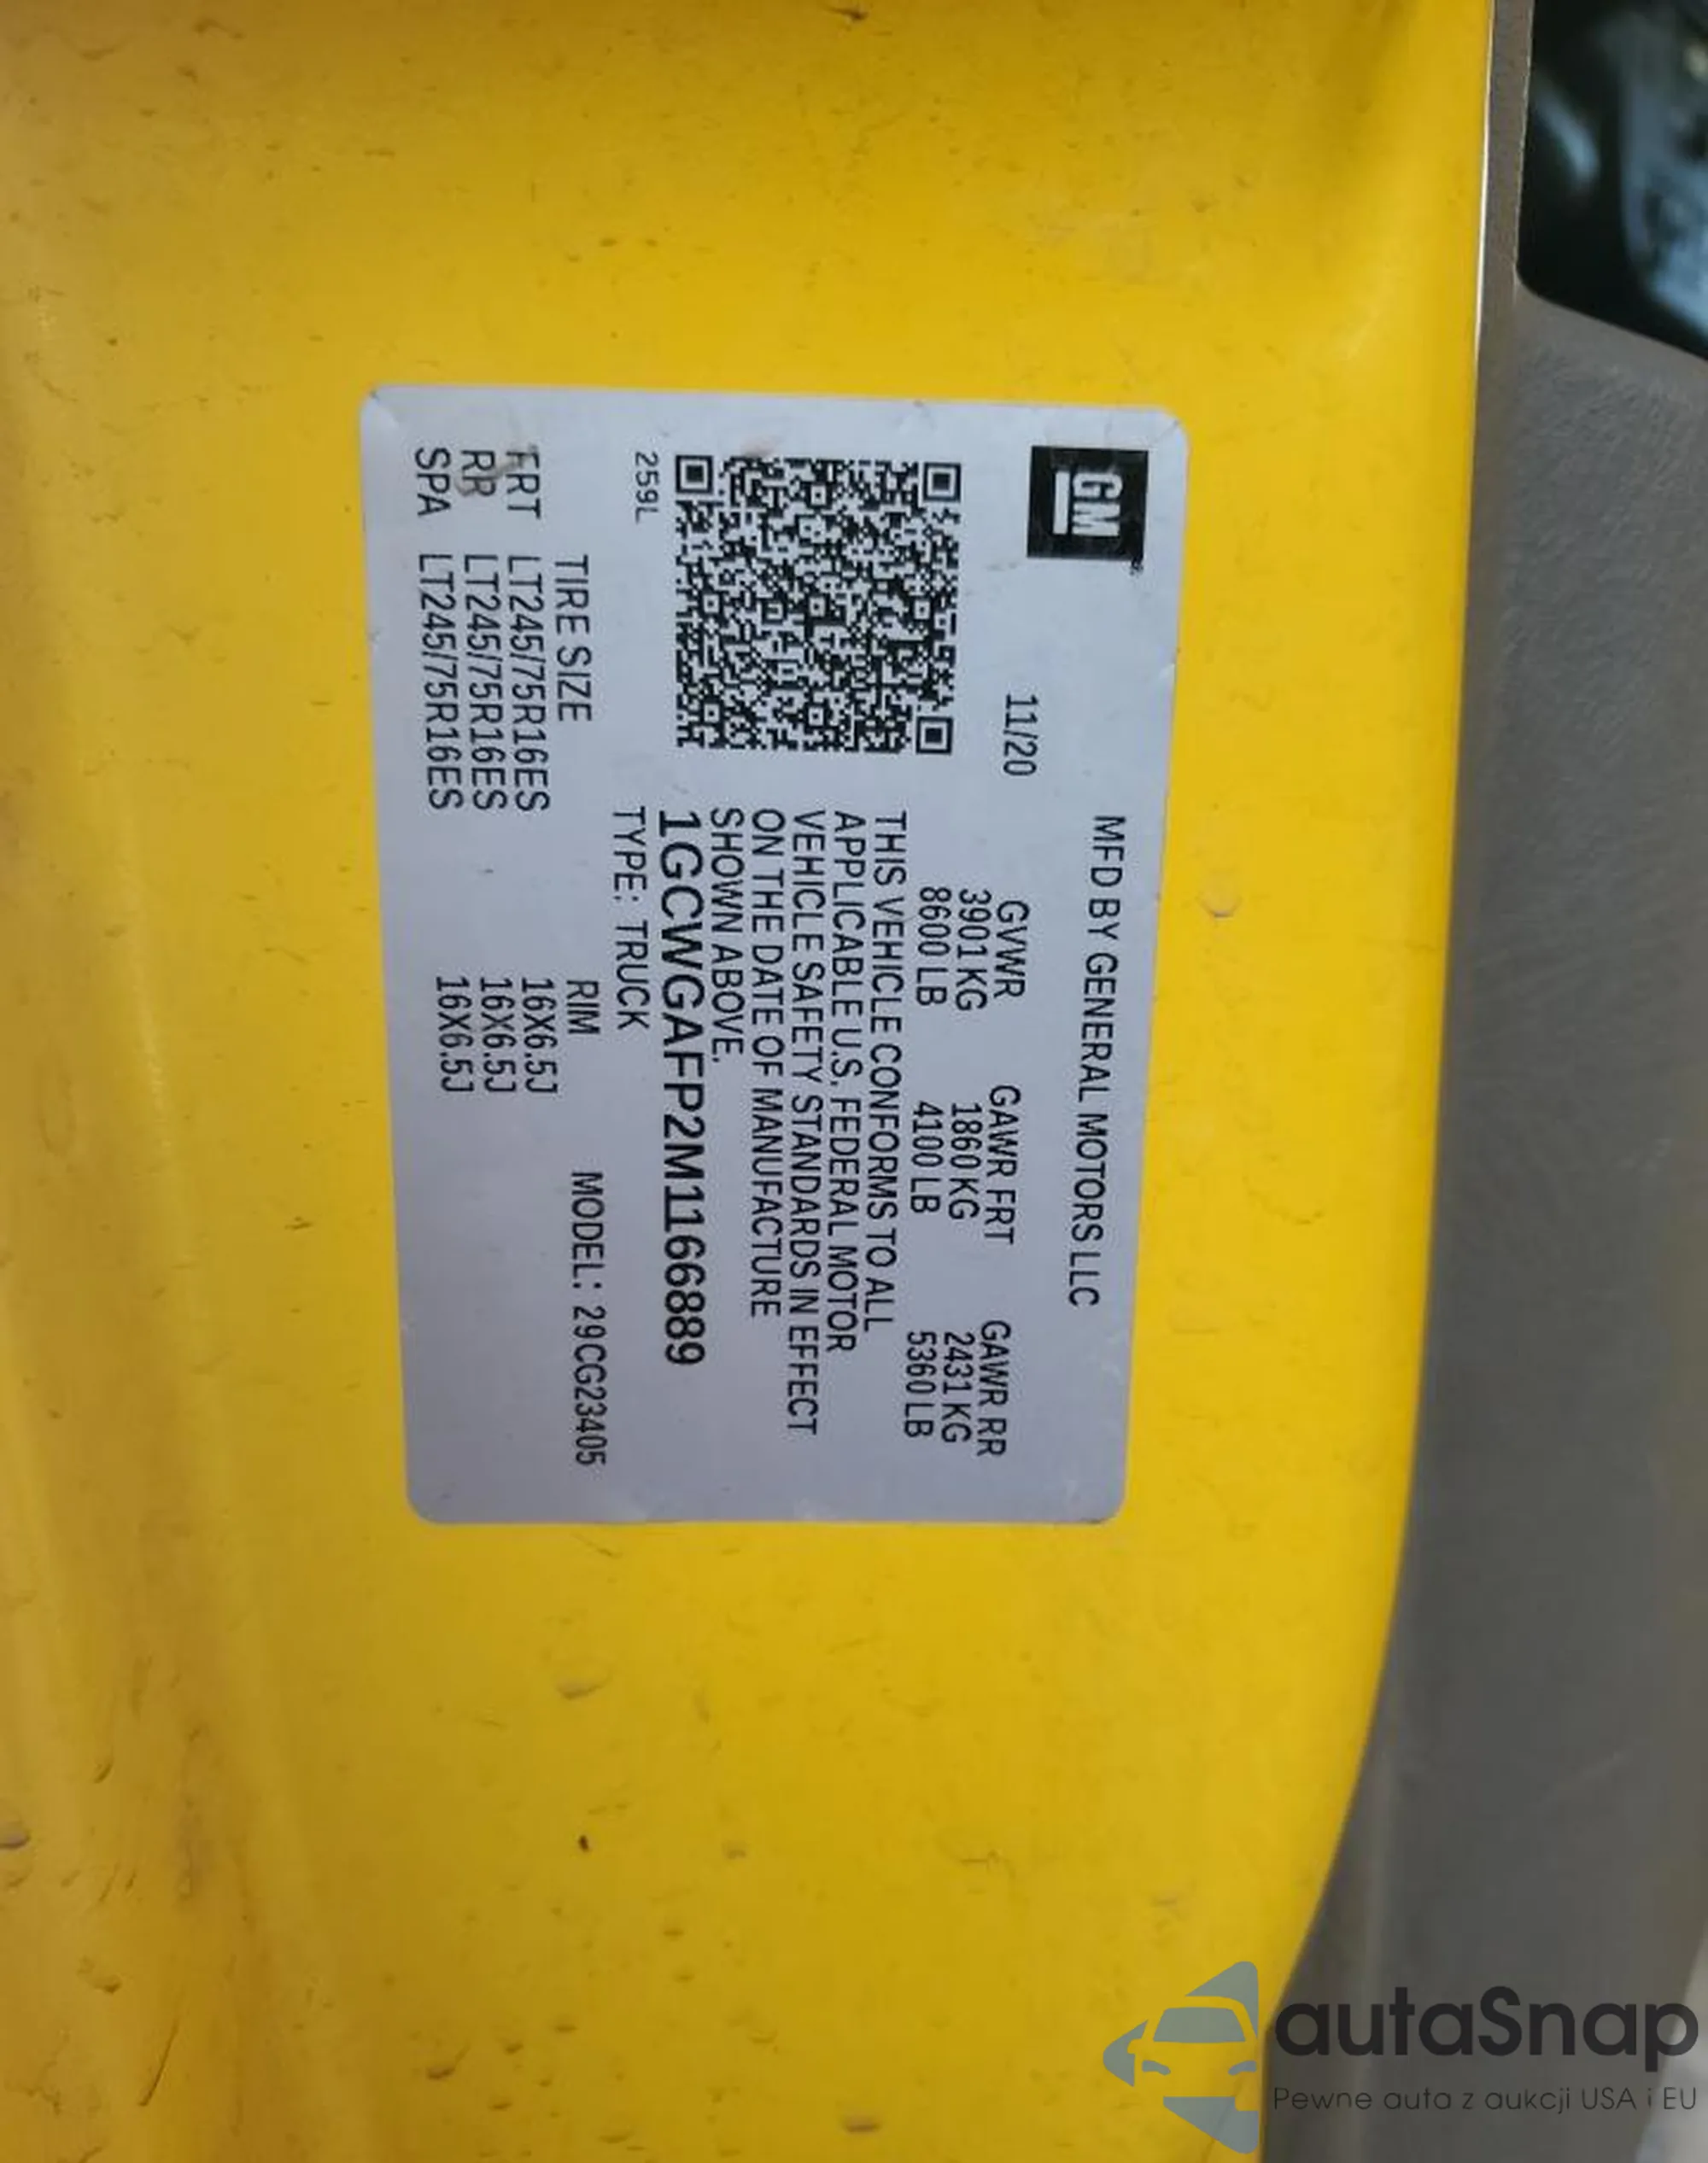 GM
MFD BY GENERAL MOTORS LLC
11/20
GVWR GAWR FRT GAWR RR
3901 KG 1860 KG 2431 KG
8600 LB 4100 LB 5360 LB
THIS VEHICLE CONFORMS TO ALL
APPLICABLE U.S. FEDERAL MOTOR
VEHICLE SAFETY STANDARDS IN EFFECT
ON THE DATE OF MANUFACTURE
SHOWN ABOVE.
1GCWGAFP2M1166889
259L TYPE: TRUCK
TIRE SIZE RIM MODEL: 29CG23405
FRT LT245/75R16ES 16X6.5J
RR LT245/75R16ES 16X6.5J
SPA LT245/75R16ES 16X6.5J
autaSnap
Pewne auta z aukcji USA i EU